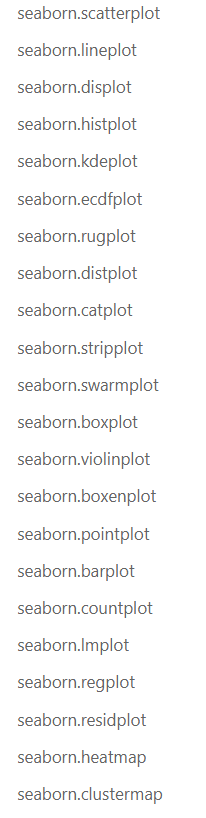 seaborn.scatterplot
seaborn.lineplot
seaborn.displot
seaborn.histplot
seaborn.kdeplot
seaborn.ecdfplot
seaborn.rugplot
seaborn.distplot
seaborn.catplot
seaborn.stripplot
seaborn.swarmplot
seaborn.boxplot
seaborn.violinplot
seaborn.boxenplot
seaborn.pointplot
seaborn.barplot
seaborn.countplot
seaborn.lmplot
seaborn.regplot
seaborn.residplot
seaborn.heatmap
seaborn.clustermap